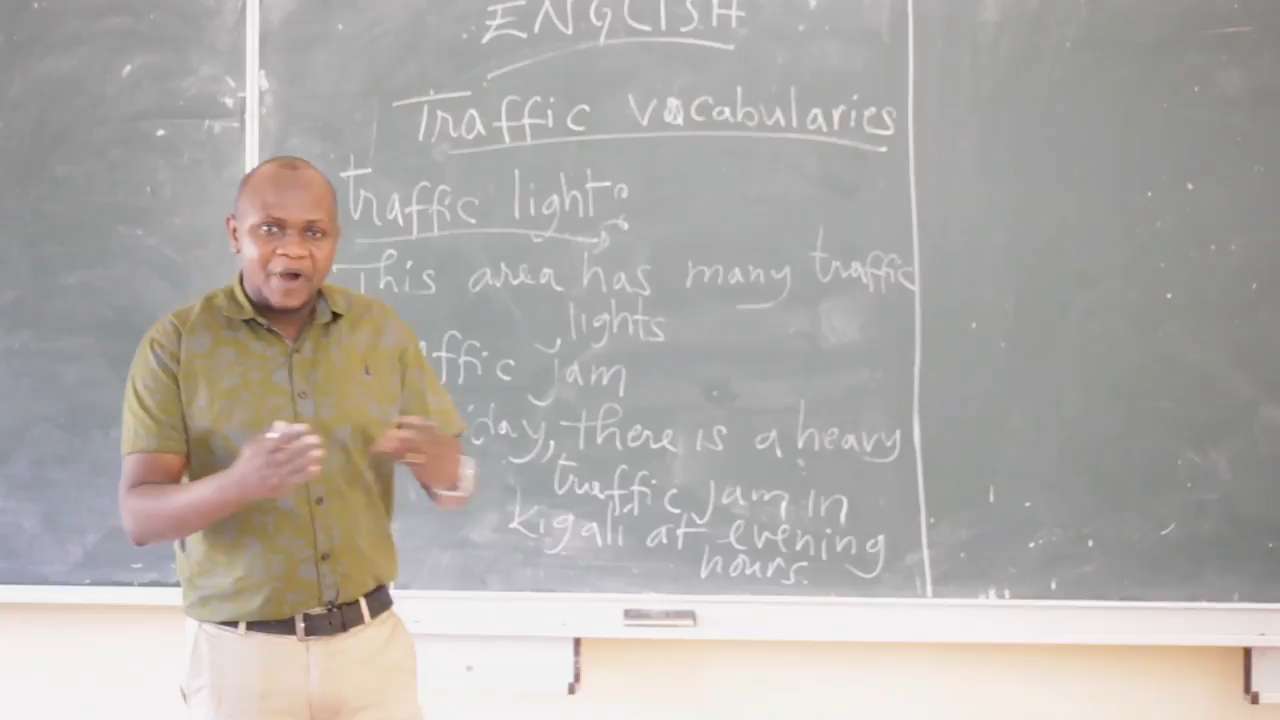 ENGLISH
Traffic vocabularies
traffic light:
This area has many traffic
lights
ffic jam
day, there is a heavy
traffic jam in
kigali at evening
hours.